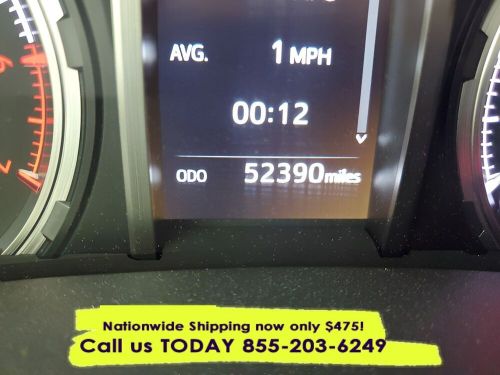 AVG. 1 MPH
00:12
ODO 52390 miles
Nationwide Shipping now only $475!
Call us TODAY 855-203-6249